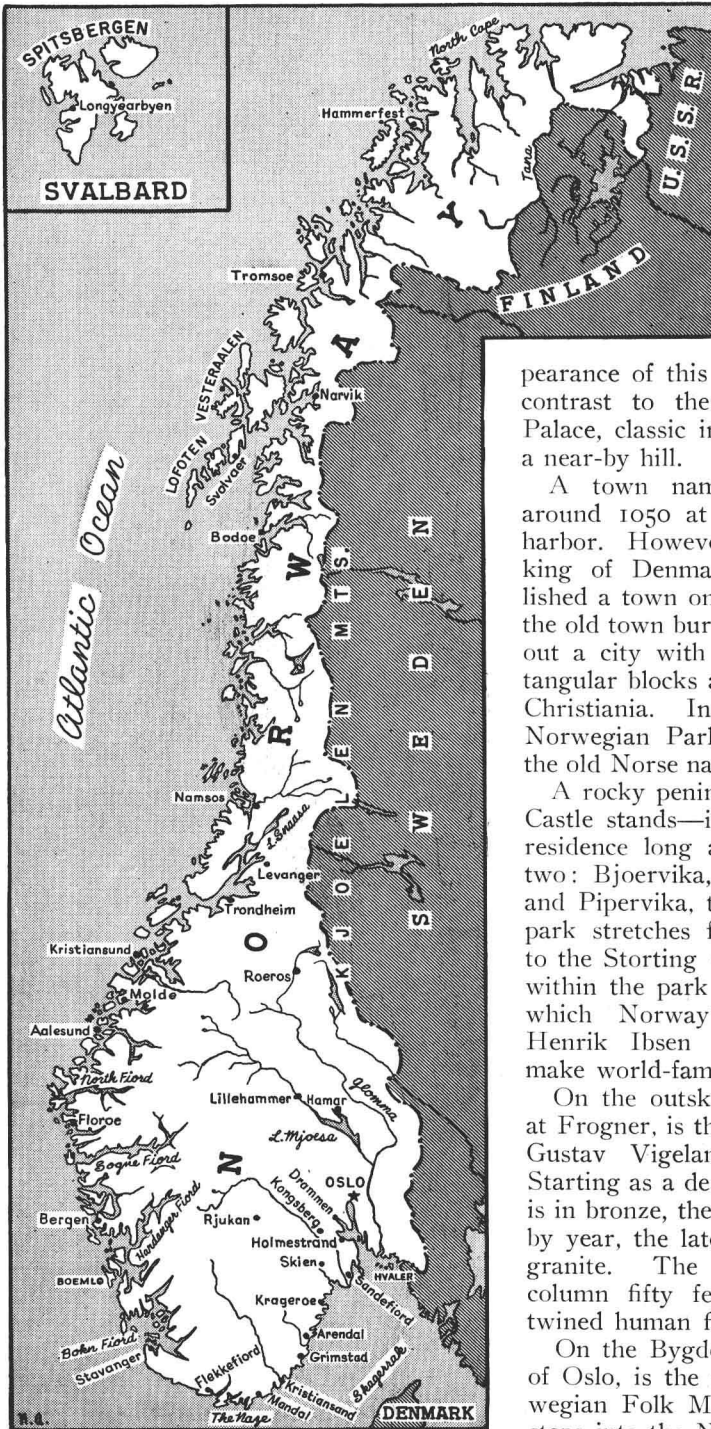 SPITSBERGEN
Longyearbyen
SVALBARD
North Cape
Hammerfest
Tana
U.S.S.R.
FINLAND
Tromsoe
VESTERAALEN
LOFOTEN
Svolvaer
Narvik
Bodoe
Atlantic Ocean
NORWAY
SWEDEN
KJOELEN MTS.
Namsos
L. Snaasa
Levanger
Trondheim
Kristiansund
Roeros
Molde
Aalesund
North Fiord
Glomma
Lillehammer
Hamar
Floroe
L. Mjoesa
Sogne Fiord
OSLO
Drammen
Kongsberg
Bergen
Hardanger Fiord
Rjukan
Holmestrand
Skien
HVALER
BOEMLO
Sandefiord
Krageroe
Bokn Fiord
Stavanger
Arendal
Grimstad
Flekkefiord
Skagerrak
Kristiansand
Mandal
The Naze
DENMARK
R.A.
pearance of this
contrast to the
Palace, classic in
a near-by hill.
A town nam
around 1050 at
harbor. Howeve
king of Denma
lished a town on
the old town bur
out a city with
tangular blocks a
Christiania. In
Norwegian Parl
the old Norse na
A rocky penin
Castle stands—i
residence long a
two: Bjoervika,
and Pipervika, t
park stretches f
to the Storting
within the park
which Norway
Henrik Ibsen
make world-fam
On the outsk
at Frogner, is th
Gustav Vigelan
Starting as a de
is in bronze, the
by year, the late
granite. The
column fifty fe
twined human f
On the Bygdo
of Oslo, is the
wegian Folk M